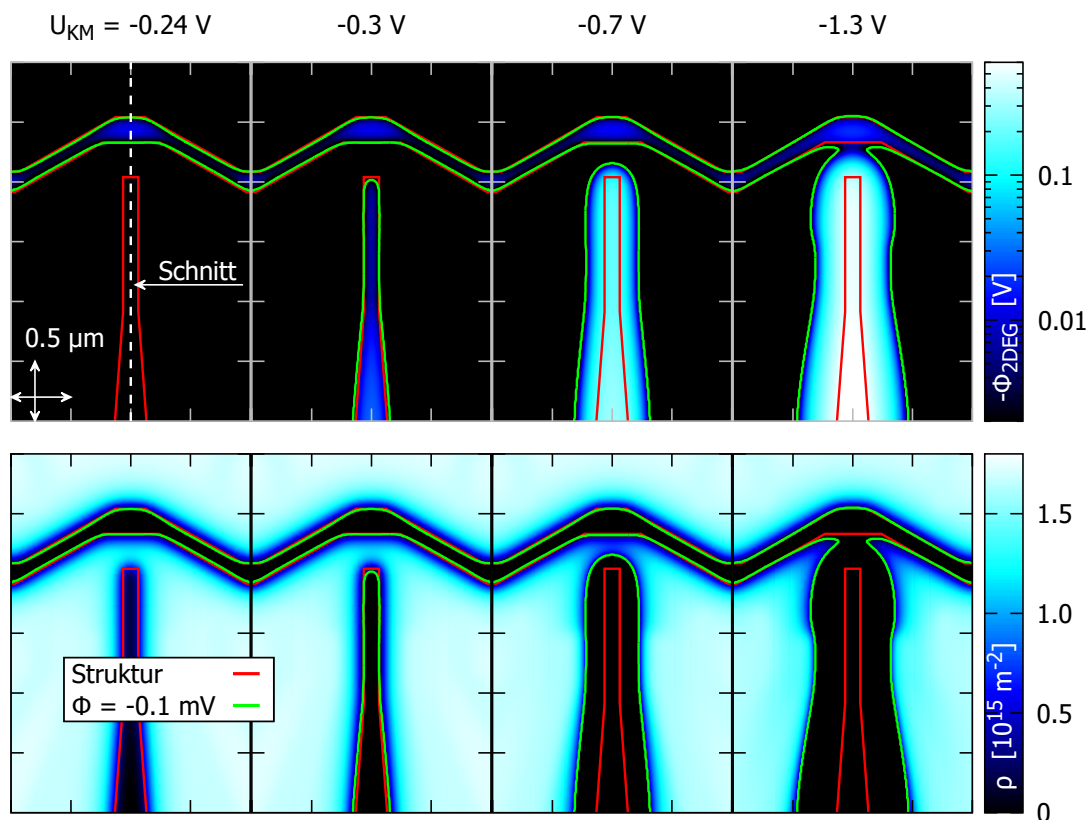 U_KM = -0.24 V
-0.3 V
-0.7 V
-1.3 V
Schnitt
0.5 µm
0.1
0.01
-Φ_2DEG [V]
Struktur
Φ = -0.1 mV
1.5
1.0
0.5
0
ρ [10^15 m^-2]